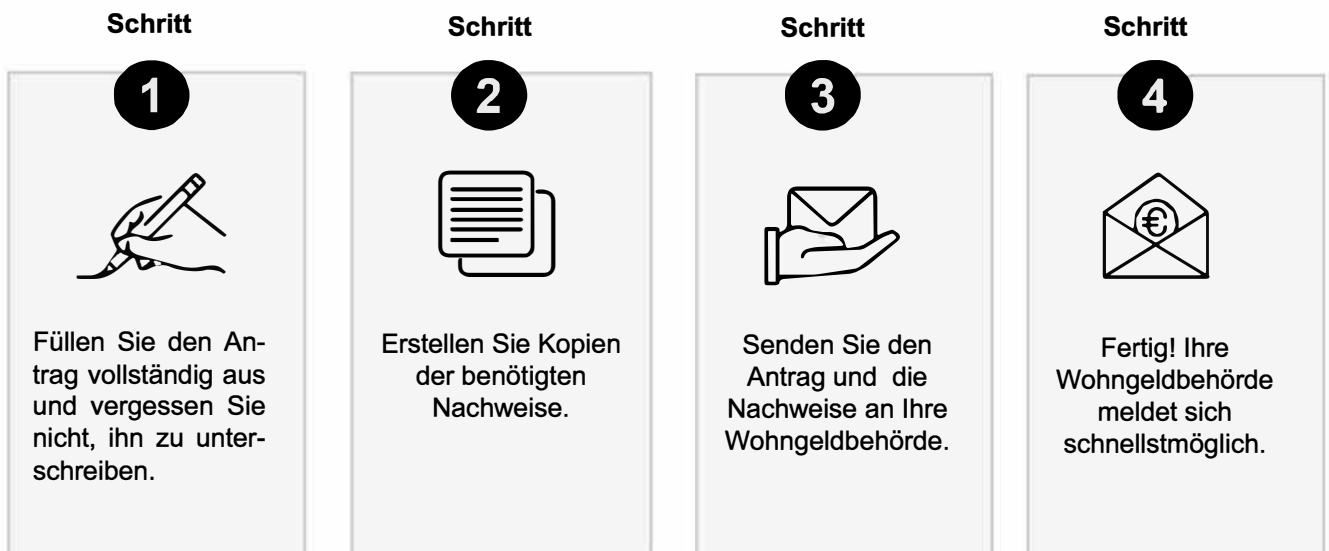 Schritt
1
Füllen Sie den An-
trag vollständig aus
und vergessen Sie
nicht, ihn zu unter-
schreiben.
Schritt
2
Erstellen Sie Kopien
der benötigten
Nachweise.
Schritt
3
Senden Sie den
Antrag und die
Nachweise an Ihre
Wohngeldbehörde.
Schritt
4
€
Fertig! Ihre
Wohngeldbehörde
meldet sich
schnellstmöglich.